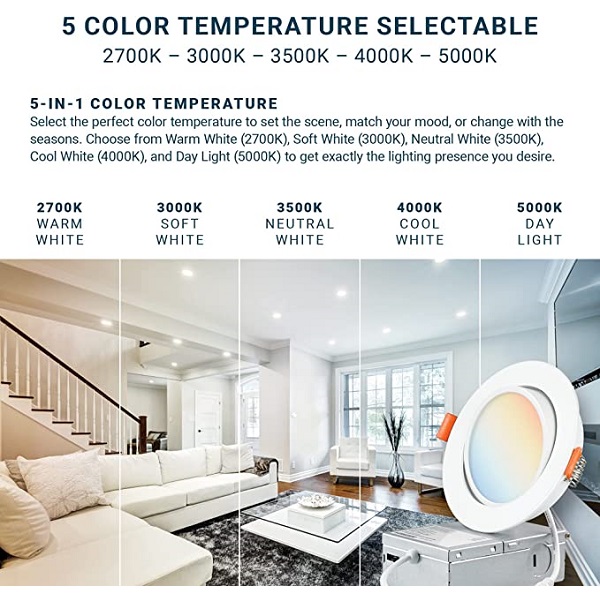 5 COLOR TEMPERATURE SELECTABLE
2700K – 3000K – 3500K – 4000K – 5000K
5-IN-1 COLOR TEMPERATURE
Select the perfect color temperature to set the scene, match your mood, or change with the
seasons. Choose from Warm White (2700K), Soft White (3000K), Neutral White (3500K),
Cool White (4000K), and Day Light (5000K) to get exactly the lighting presence you desire.
2700K
WARM
WHITE
3000K
SOFT
WHITE
3500K
NEUTRAL
WHITE
4000K
COOL
WHITE
5000K
DAY
LIGHT